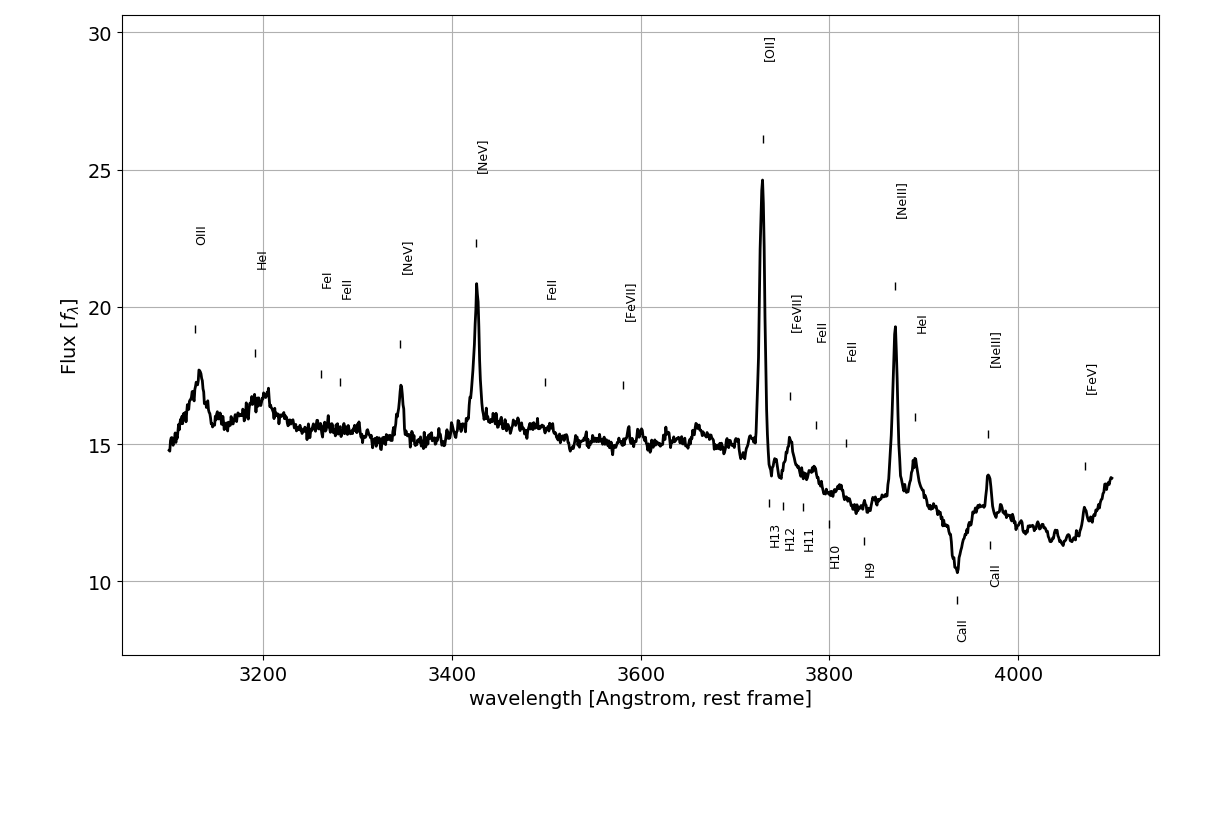 30
25
20
15
10
Flux [fλ]
OIII
HeI
FeI
FeII
[NeV]
[NeV]
FeII
[FeVII]
[OII]
[FeVII]
FeII
FeII
[NeIII]
HeI
[NeIII]
[FeV]
H13
H12
H11
H10
H9
CaII
CaII
3200
3400
3600
3800
4000
wavelength [Angstrom, rest frame]